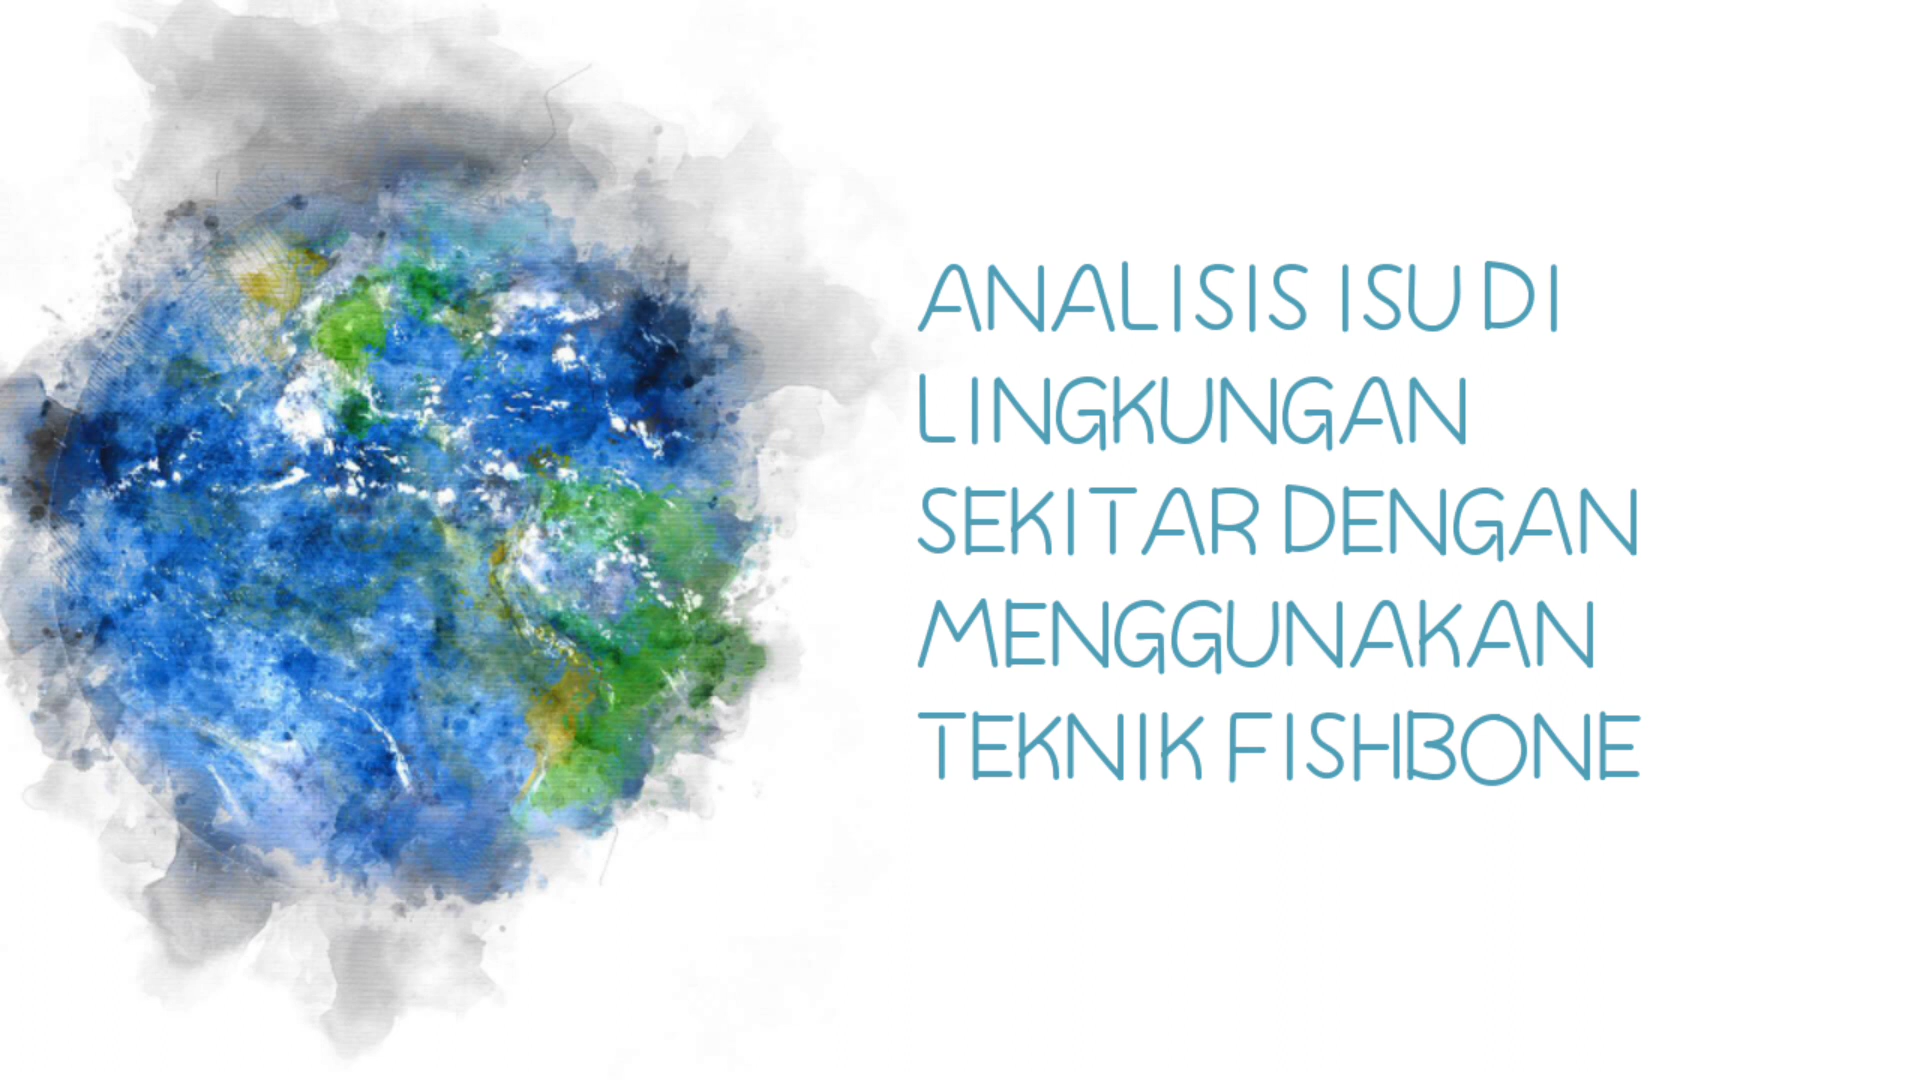 ANALISIS ISU DI
LINGKUNGAN
SEKITAR DENGAN
MENGGUNAKAN
TEKNIK FISHBONE